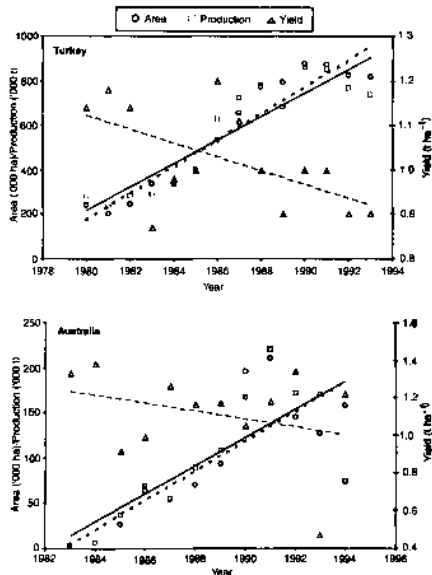 Area Production Yield
Turkey
Area ('000 ha)/Production ('000 t)
1000
800
600
400
200
0
Yield (t ha⁻¹)
1.3
1.2
1.1
1.0
0.9
0.8
1978 1980 1982 1984 1986 1988 1990 1992 1994
Year
Australia
Area ('000 ha)/Production ('000 t)
250
200
150
100
50
0
Yield (t ha⁻¹)
1.6
1.4
1.2
1.0
0.8
0.6
0.4
1982 1984 1986 1988 1990 1992 1994 1996
Year